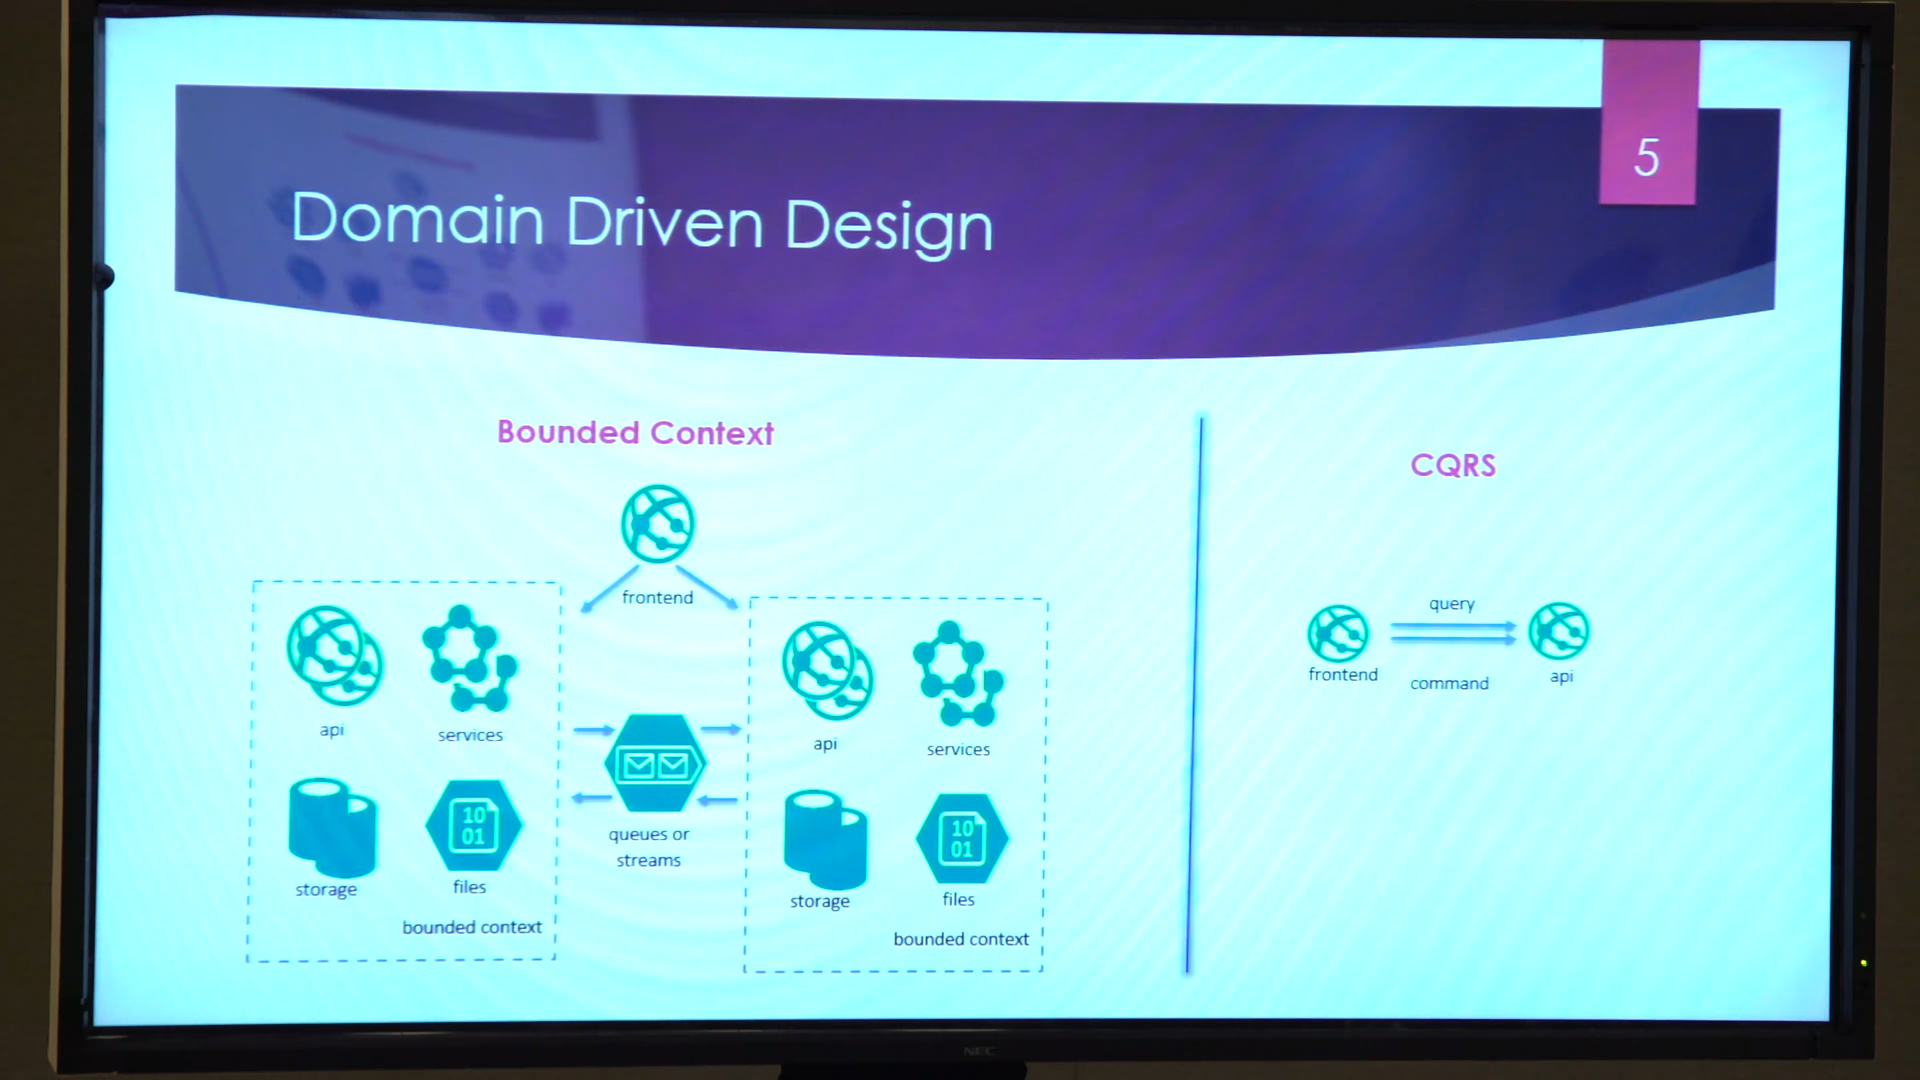 5
Domain Driven Design
Bounded Context
frontend
api
services
storage
10
01
files
bounded context
queues or
streams
api
services
storage
10
01
files
bounded context
CQRS
query
frontend
command
api
NEC